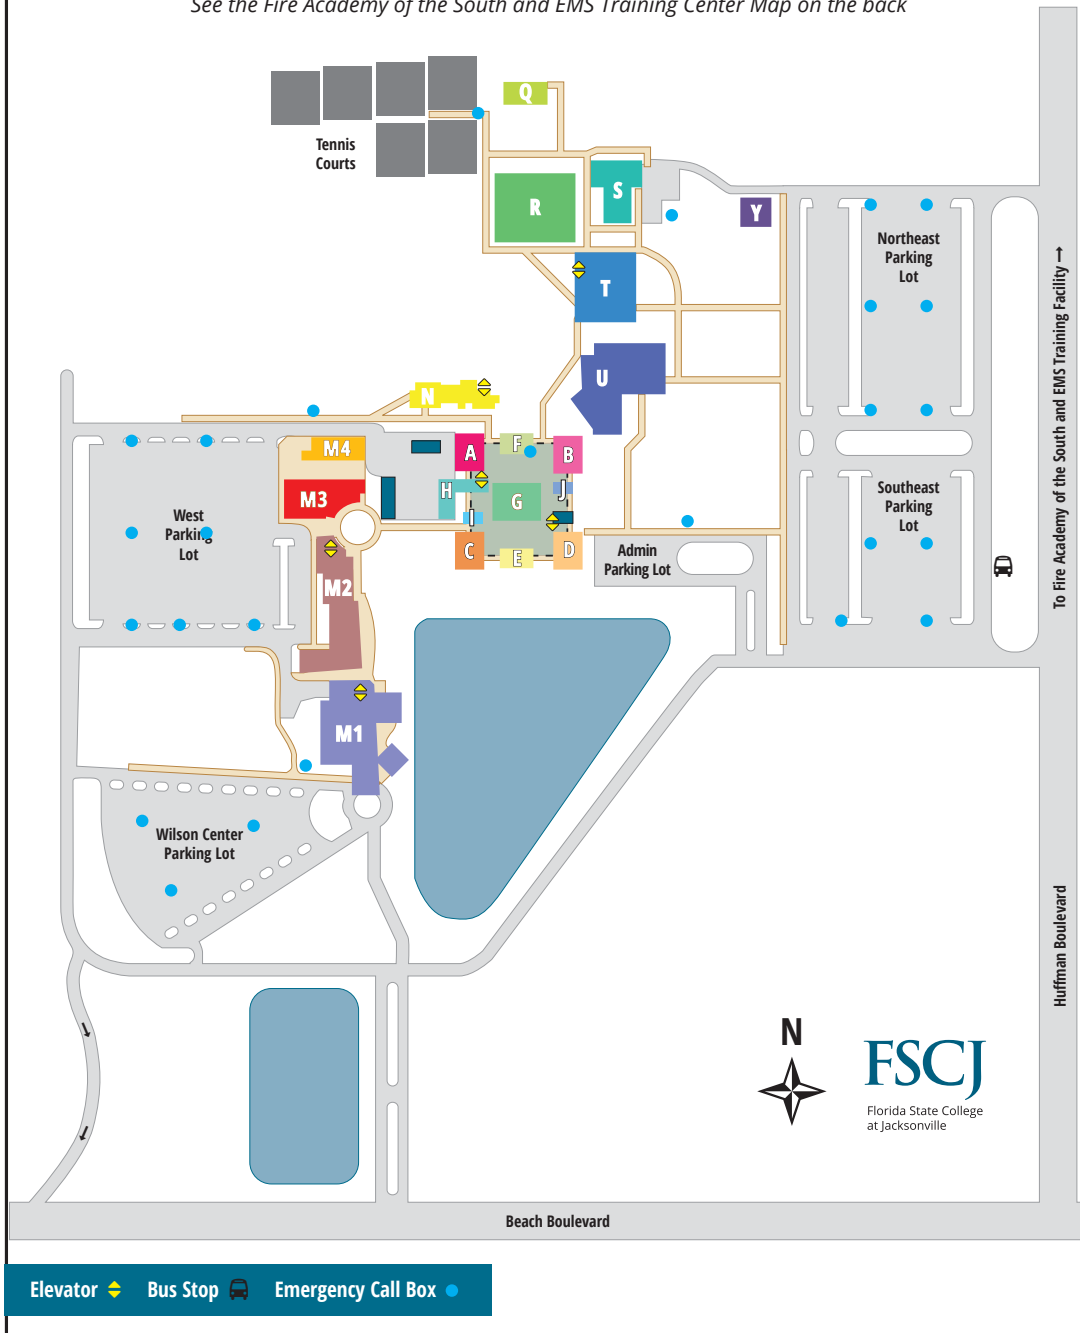 See the Fire Academy of the South and EMS Training Center Map on the back
Q
Tennis
Courts
S
R
Y
Northeast
Parking
Lot
To Fire Academy of the South and EMS Training Facility →
T
U
N
M4
A
F
B
H
J
G
M3
I
Southeast
Parking
Lot
West
Parking
Lot
C
E
D
Admin
Parking Lot
M2
M1
Wilson Center
Parking Lot
Huffman Boulevard
N
FSCJ
Florida State College
at Jacksonville
Beach Boulevard
Elevator
Bus Stop
Emergency Call Box